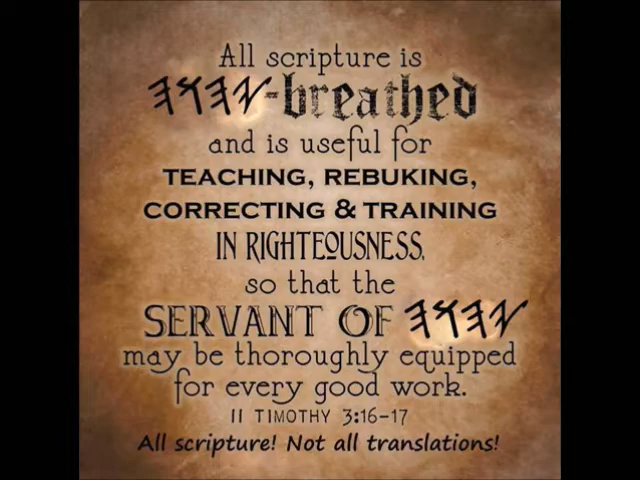 All scripture is
𐤉𐤄𐤅𐤄-breathed
and is useful for
TEACHING, REBUKING,
CORRECTING & TRAINING
IN RIGHTEOUSNESS,
so that the
SERVANT OF 𐤉𐤄𐤅𐤄
may be thoroughly equipped
for every good work.
II TIMOTHY 3:16-17
All scripture! Not all translations!